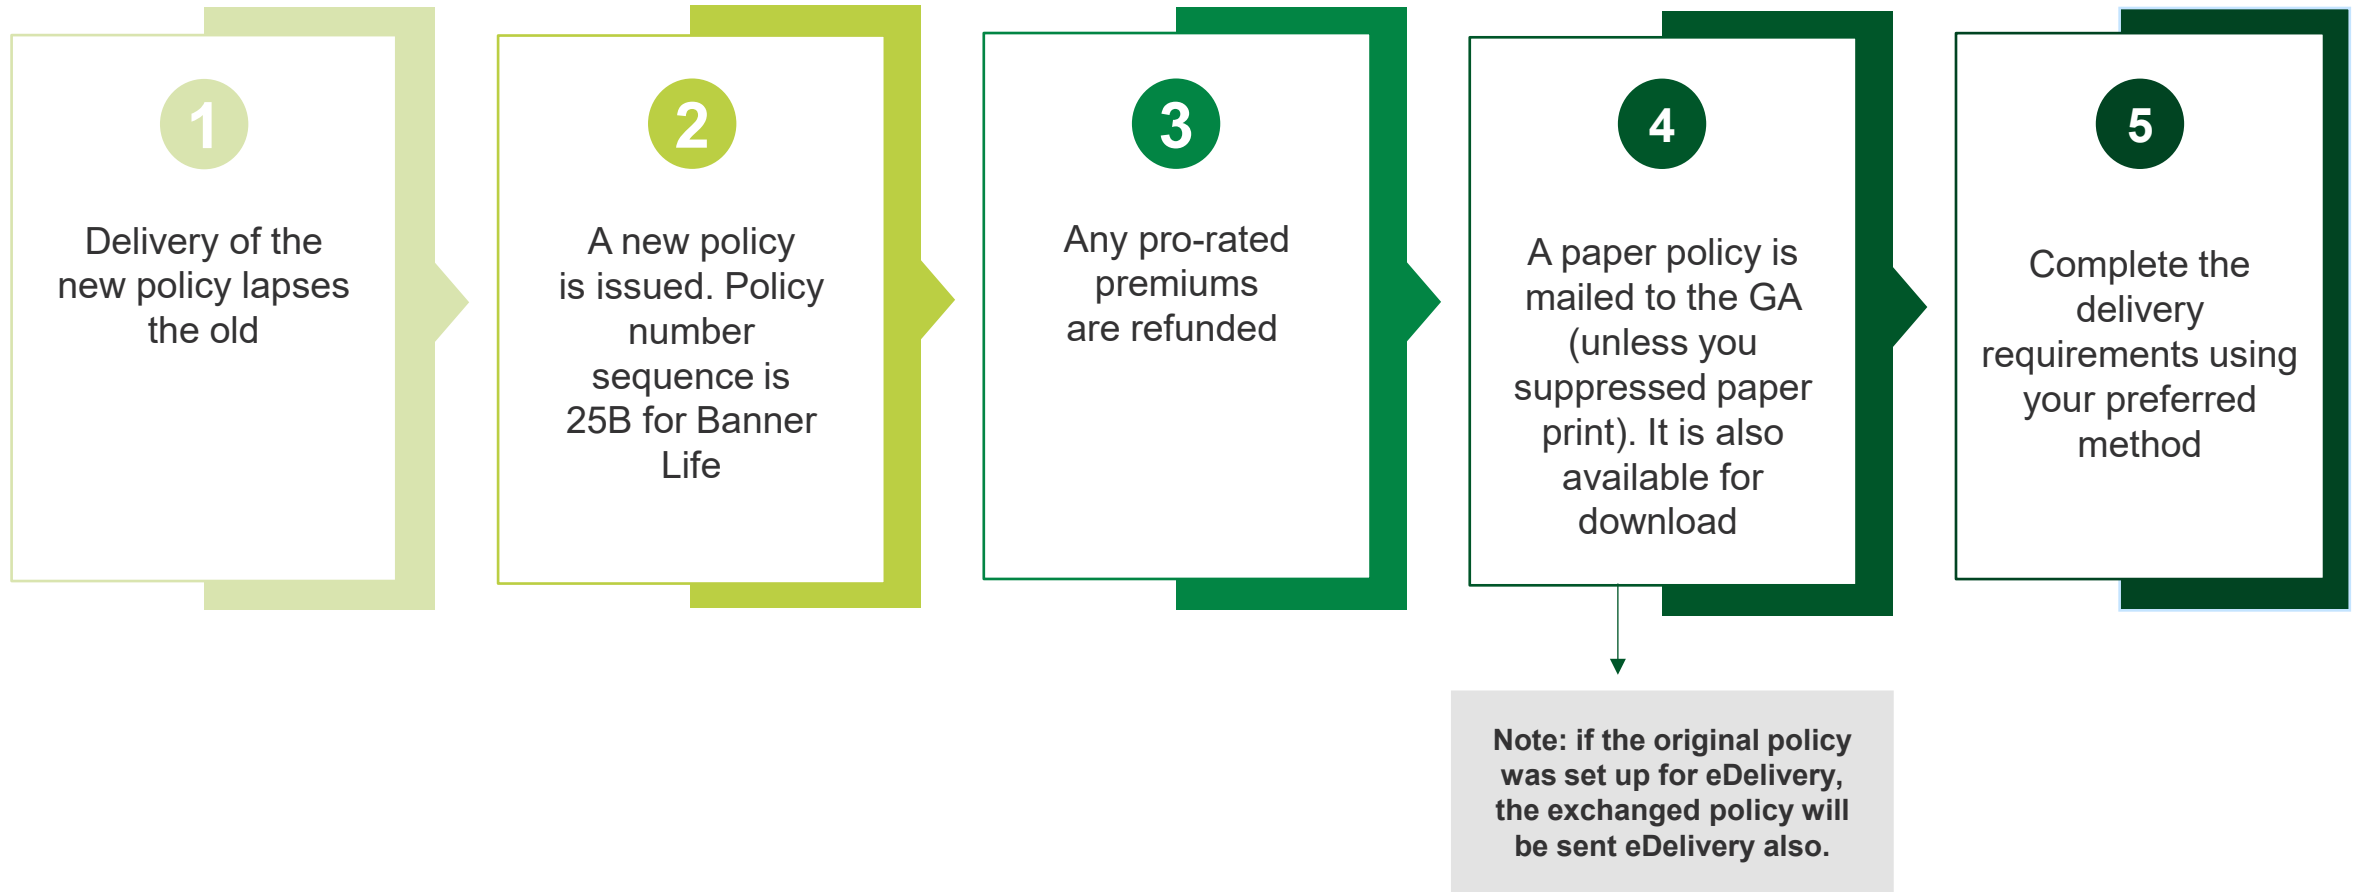 1
Delivery of the
new policy lapses
the old
2
A new policy
is issued. Policy
number
sequence is
25B for Banner
Life
3
Any pro-rated
premiums
are refunded
4
A paper policy is
mailed to the GA
(unless you
suppressed paper
print). It is also
available for
download
5
Complete the
delivery
requirements using
your preferred
method
Note: if the original policy
was set up for eDelivery,
the exchanged policy will
be sent eDelivery also.